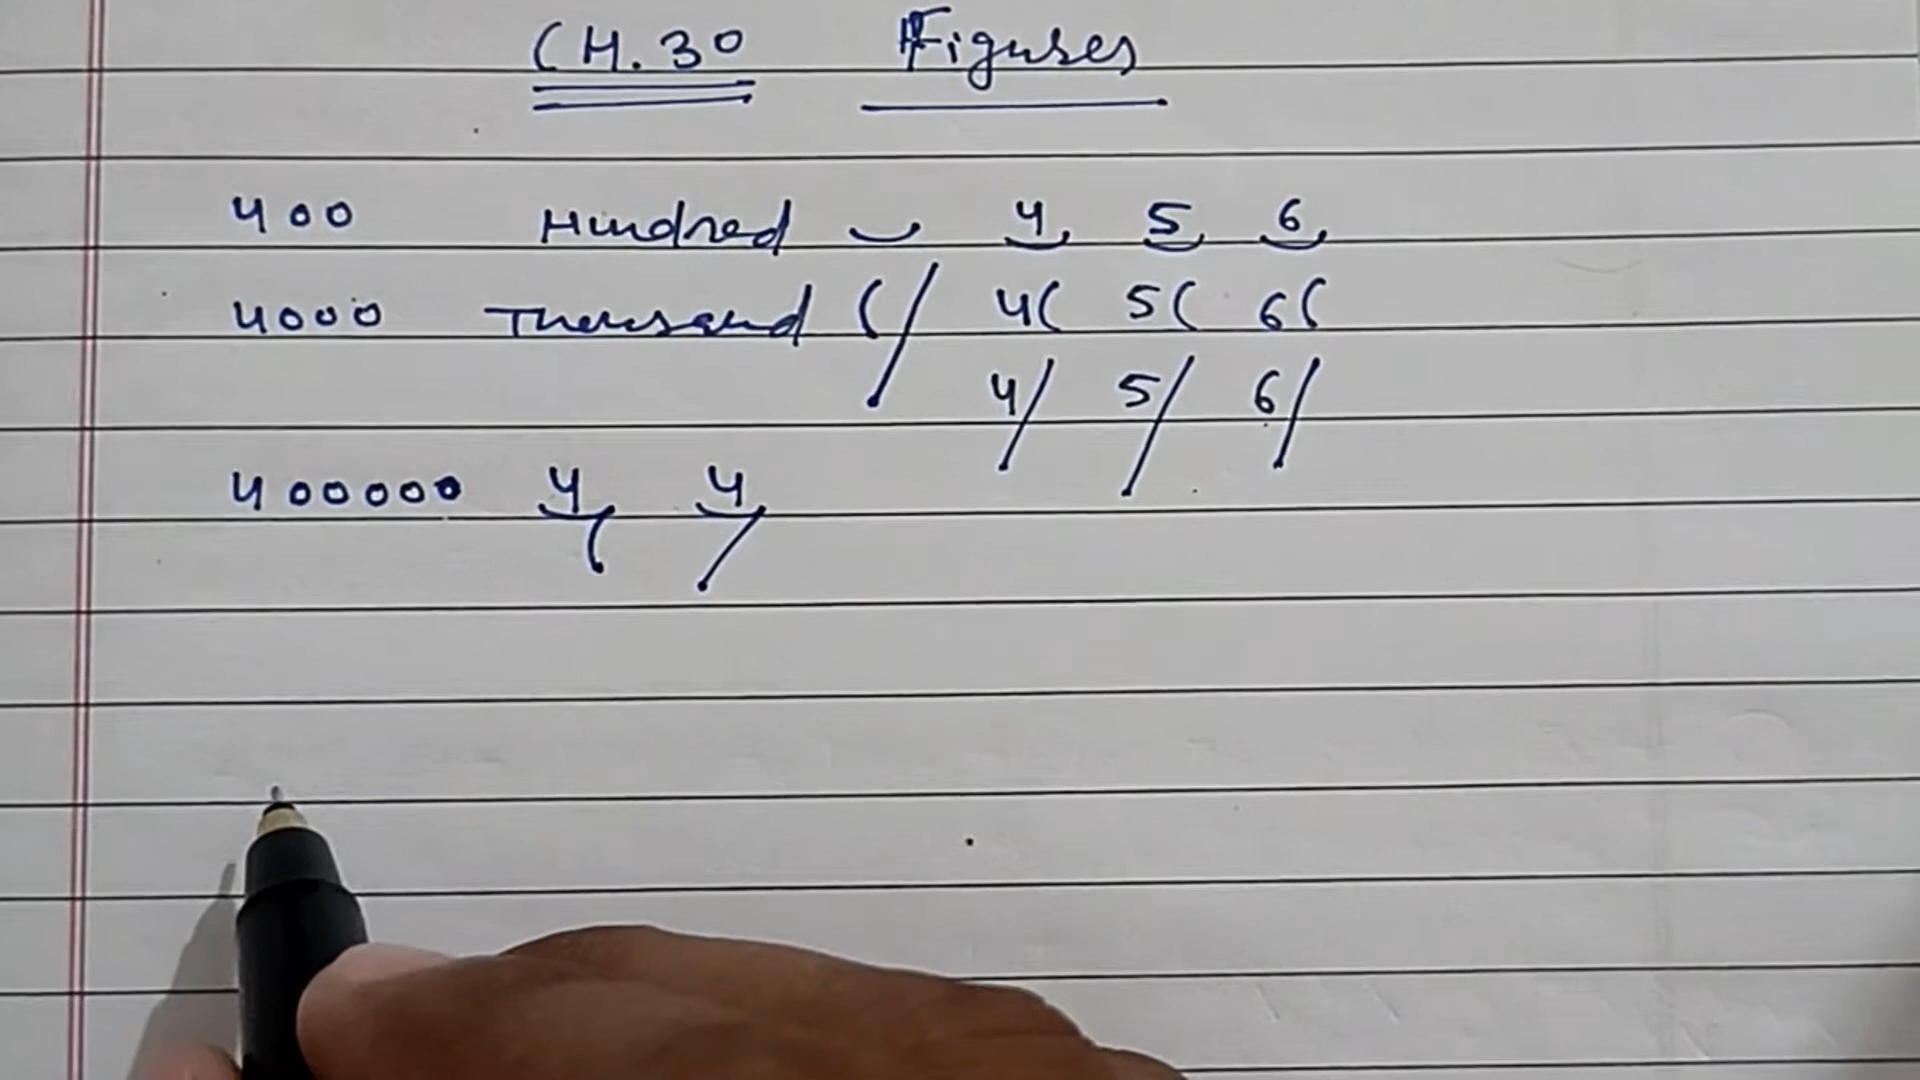 CH. 30 Figures
400 Hundred 4 5 6
4000 Thousand ( / 4( 5( 6(
4/ 5/ 6/
400000 4 4